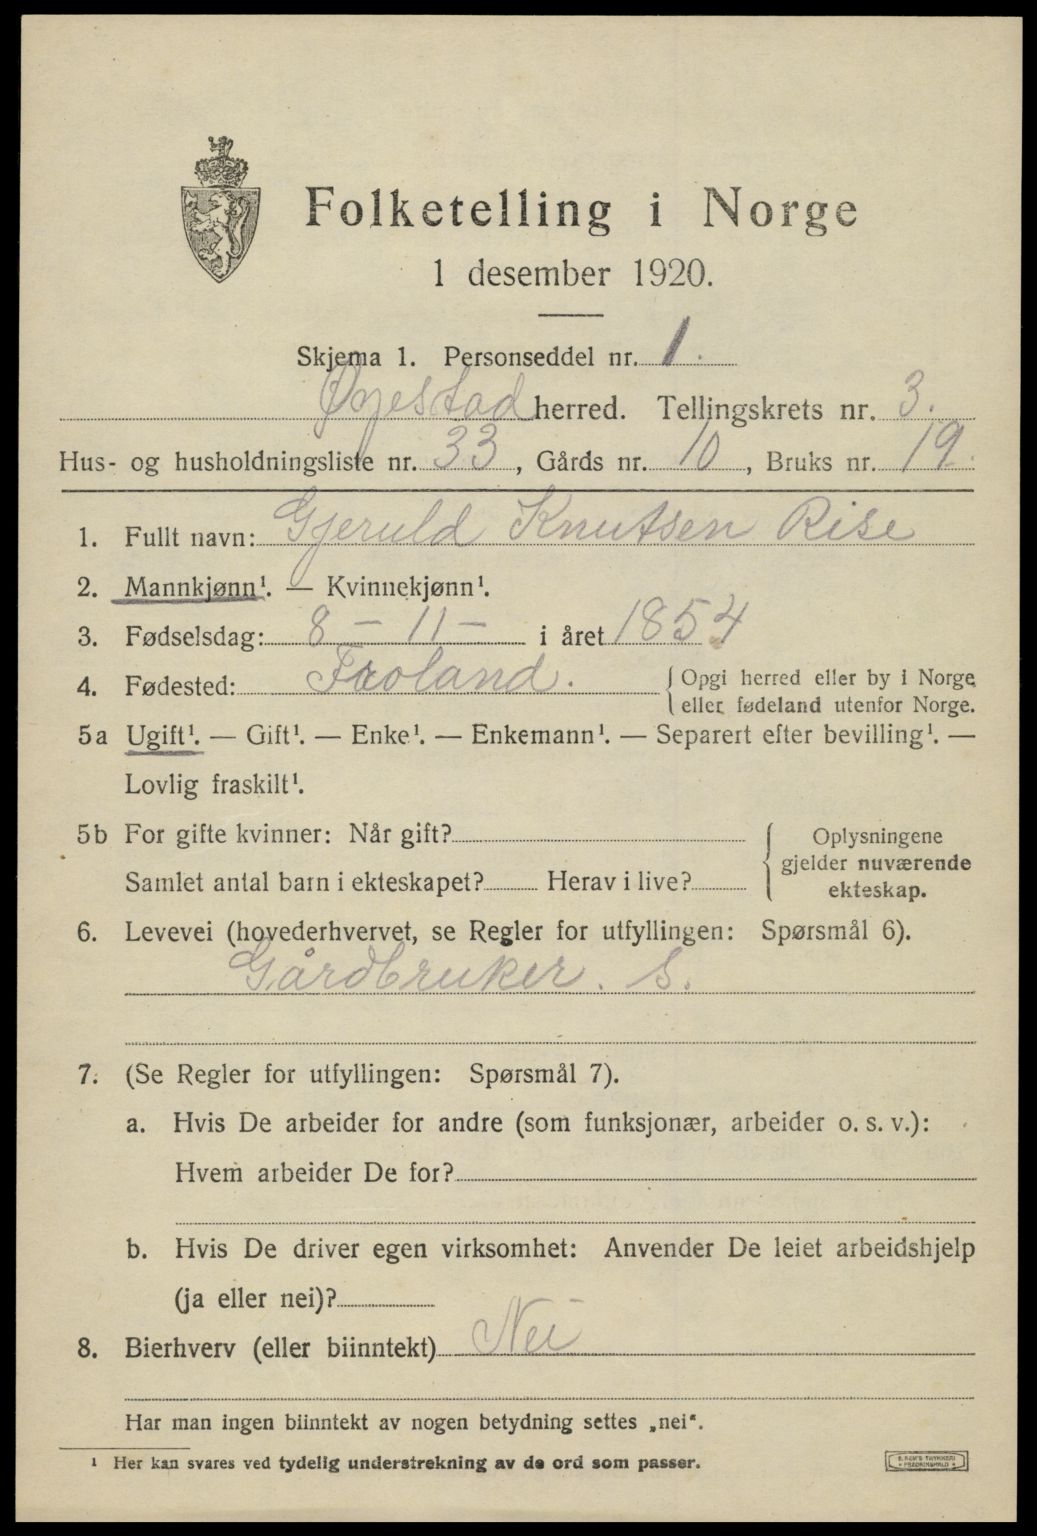 Folketelling i Norge
1 desember 1920.
Skjema 1. Personseddel nr. 1.
Øyestad herred. Tellingskrets nr. 3.
Hus- og husholdningsliste nr. 33, Gårds nr. 10, Bruks nr. 19.
1. Fullt navn: Gjeruld Knutsen Rise
2. Mannkjønn¹. — Kvinnekjønn¹.
3. Fødselsdag: 8 - 11 - i året 1854
4. Fødested: Froland. Opgi herred eller by i Norge
eller fødeland utenfor Norge.
5a Ugift¹. — Gift¹. — Enke¹. — Enkemann¹. — Separert efter bevilling¹. —
Lovlig fraskilt¹.
5b For gifte kvinner: Når gift? Oplysningene
gjelder nuværende
Samlet antal barn i ekteskapet? Herav i live? ekteskap.
6. Levevei (hovederhvervet, se Regler for utfyllingen: Spørsmål 6).
Gårdbruker. S.
7. (Se Regler for utfyllingen: Spørsmål 7).
a. Hvis De arbeider for andre (som funksjonær, arbeider o. s. v.):
Hvem arbeider De for?
b. Hvis De driver egen virksomhet: Anvender De leiet arbeidshjelp
(ja eller nei)?
8. Bierhverv (eller biinntekt) Nei
Har man ingen biinntekt av nogen betydning settes „nei".
¹ Her kan svares ved tydelig understrekning av de ord som passer.